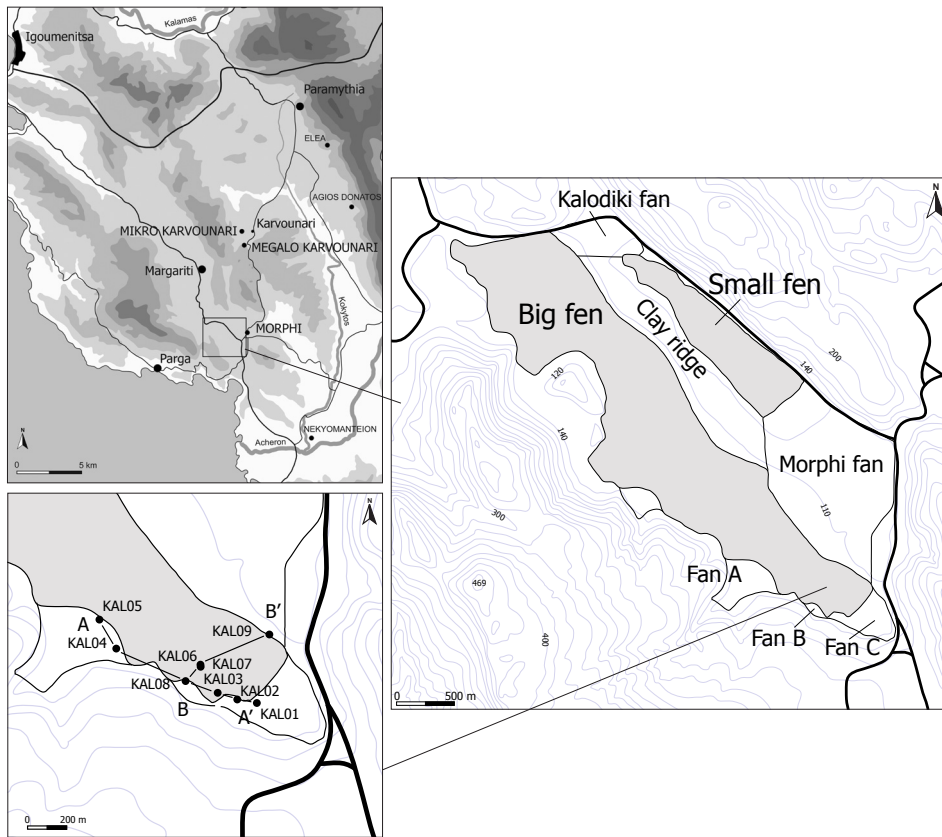 Kalamas
Igoumenitsa
Paramythia
ELEA
AGIOS DONATOS
MIKRO KARVOUNARI
Karvounari
MEGALO KARVOUNARI
Margariti
Kokytos
MORPHI
Parga
NEKYOMANTEION
Acheron
N
0 5 km
N
Kalodiki fan
Small fen
Big fen
Clay ridge
200
140
120
140
Morphi fan
110
300
469
Fan A
400
Fan B
Fan C
0 500 m
N
KAL05
A
B'
KAL09
KAL04
KAL06
KAL07
KAL03
KAL08
KAL02
B
A'
KAL01
0 200 m